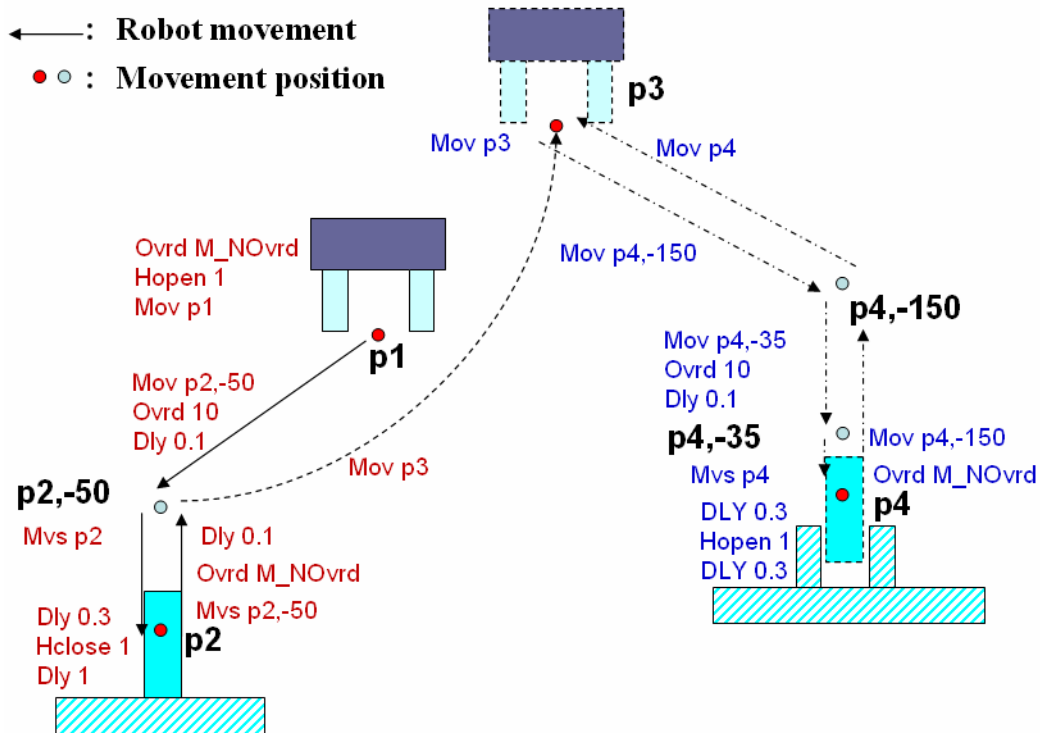 : Robot movement
: Movement position
p3
Mov p3
Mov p4
Ovrd M_NOvrd
Hopen 1
Mov p1
Mov p4,-150
p4,-150
p1
Mov p2,-50
Ovrd 10
Dly 0.1
Mov p4,-35
Ovrd 10
Dly 0.1
p4,-35
Mov p4,-150
Mov p3
Mvs p4
Ovrd M_NOvrd
p4
DLY 0.3
Hopen 1
DLY 0.3
p2,-50
Mvs p2
Dly 0.1
Ovrd M_NOvrd
Mvs p2,-50
Dly 0.3
Hclose 1
Dly 1
p2